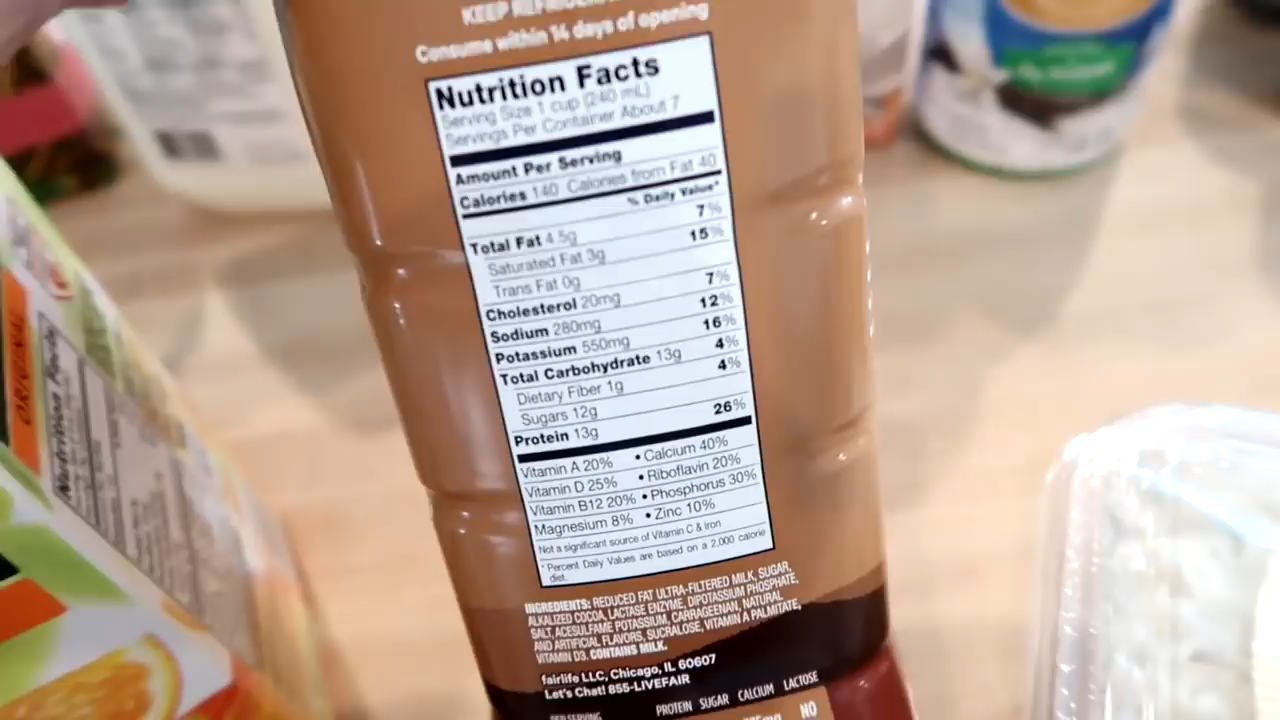 Consume within 14 days of opening
Nutrition Facts
Serving Size 1 cup (240 mL)
Servings Per Container About 7
Amount Per Serving
Calories 140 Calories from Fat 40
% Daily Value*
Total Fat 4.5g 7%
Saturated Fat 3g 15%
Trans Fat 0g
Cholesterol 20mg 7%
Sodium 280mg 12%
Potassium 550mg 16%
Total Carbohydrate 13g 4%
Dietary Fiber 1g 4%
Sugars 12g
Protein 13g 26%
Vitamin A 20% • Calcium 40%
Vitamin D 25% • Riboflavin 20%
Vitamin B12 20% • Phosphorus 30%
Magnesium 8% • Zinc 10%
Not a significant source of Vitamin C & iron
* Percent Daily Values are based on a 2,000 calorie
diet.
INGREDIENTS: REDUCED FAT ULTRA-FILTERED MILK, SUGAR,
ALKALIZED COCOA, LACTASE ENZYME, DIPOTASSIUM PHOSPHATE,
SALT, ACESULFAME POTASSIUM, CARRAGEENAN, NATURAL
AND ARTIFICIAL FLAVORS, SUCRALOSE, VITAMIN A PALMITATE,
VITAMIN D3. CONTAINS MILK.
fairlife LLC, Chicago, IL 60607
Let's Chat! 855-LIVEFAIR
PROTEIN SUGAR CALCIUM LACTOSE
NO
ORIGINAL
Nutrition Facts